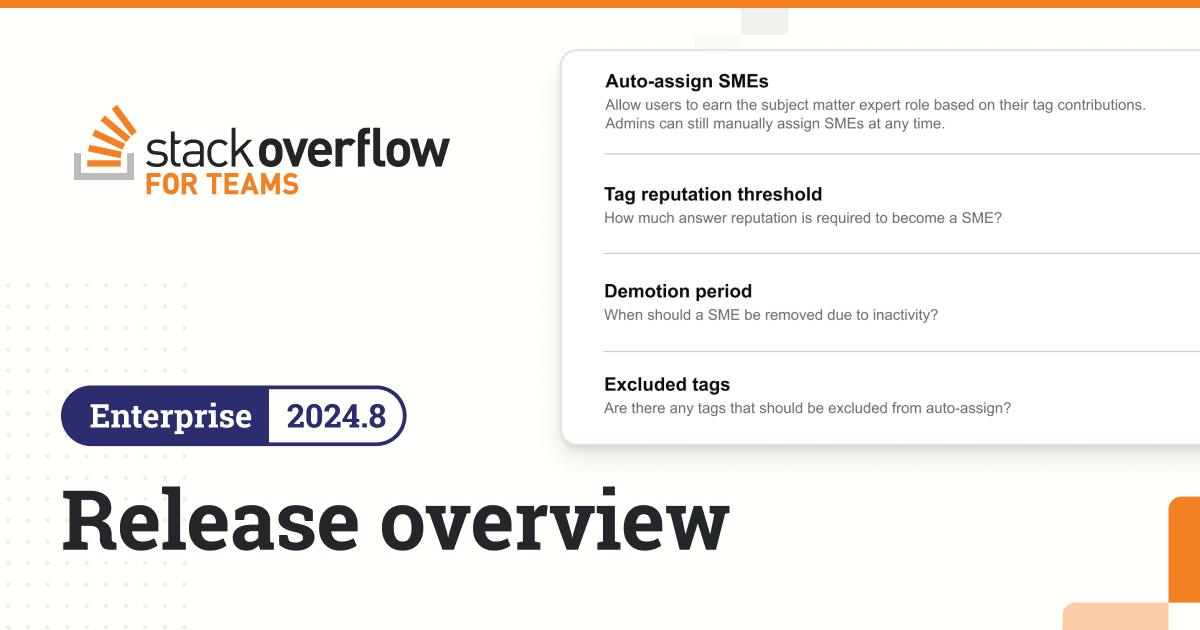 stack overflow
FOR TEAMS
Enterprise 2024.8
Release overview
Auto-assign SMEs
Allow users to earn the subject matter expert role based on their tag contributions.
Admins can still manually assign SMEs at any time.
Tag reputation threshold
How much answer reputation is required to become a SME?
Demotion period
When should a SME be removed due to inactivity?
Excluded tags
Are there any tags that should be excluded from auto-assign?